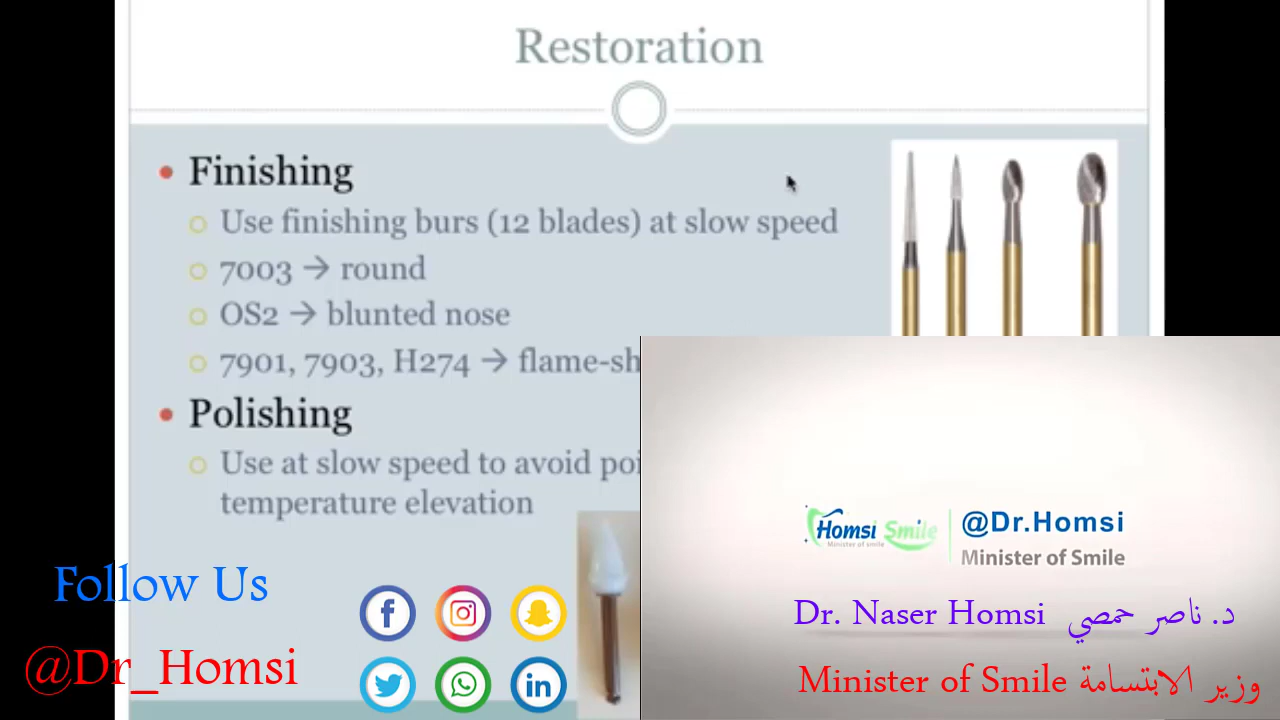 Restoration
Finishing
Use finishing burs (12 blades) at slow speed
7003 → round
OS2 → blunted nose
7901, 7903, H274 → flame-sh
Polishing
Use at slow speed to avoid poi
temperature elevation
Homsi Smile
Minister of smile
@Dr.Homsi
Minister of Smile
Follow Us
@Dr_Homsi
Dr. Naser Homsi د. ناصر حمصي
Minister of Smile وزير الابتسامة